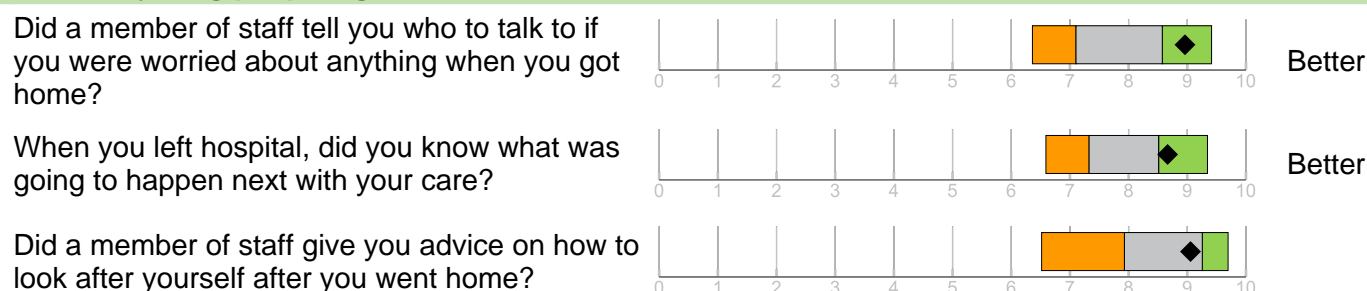 Did a member of staff tell you who to talk to if
you were worried about anything when you got
home?
0 1 2 3 4 5 6 7 8 9 10
Better
When you left hospital, did you know what was
going to happen next with your care?
0 1 2 3 4 5 6 7 8 9 10
Better
Did a member of staff give you advice on how to
look after yourself after you went home?
0 1 2 3 4 5 6 7 8 9 10